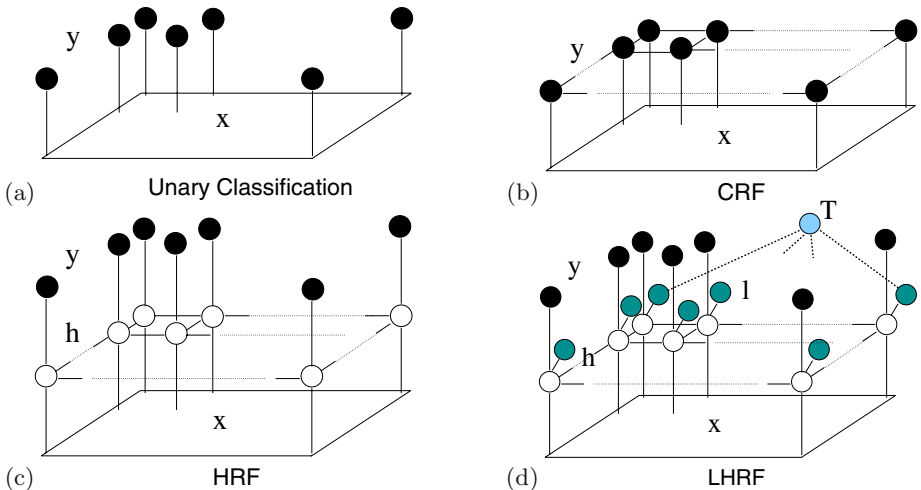 y
x
(a)
Unary Classification
y
x
(b)
CRF
y
h
x
(c)
HRF
T
y
l
h
x
(d)
LHRF